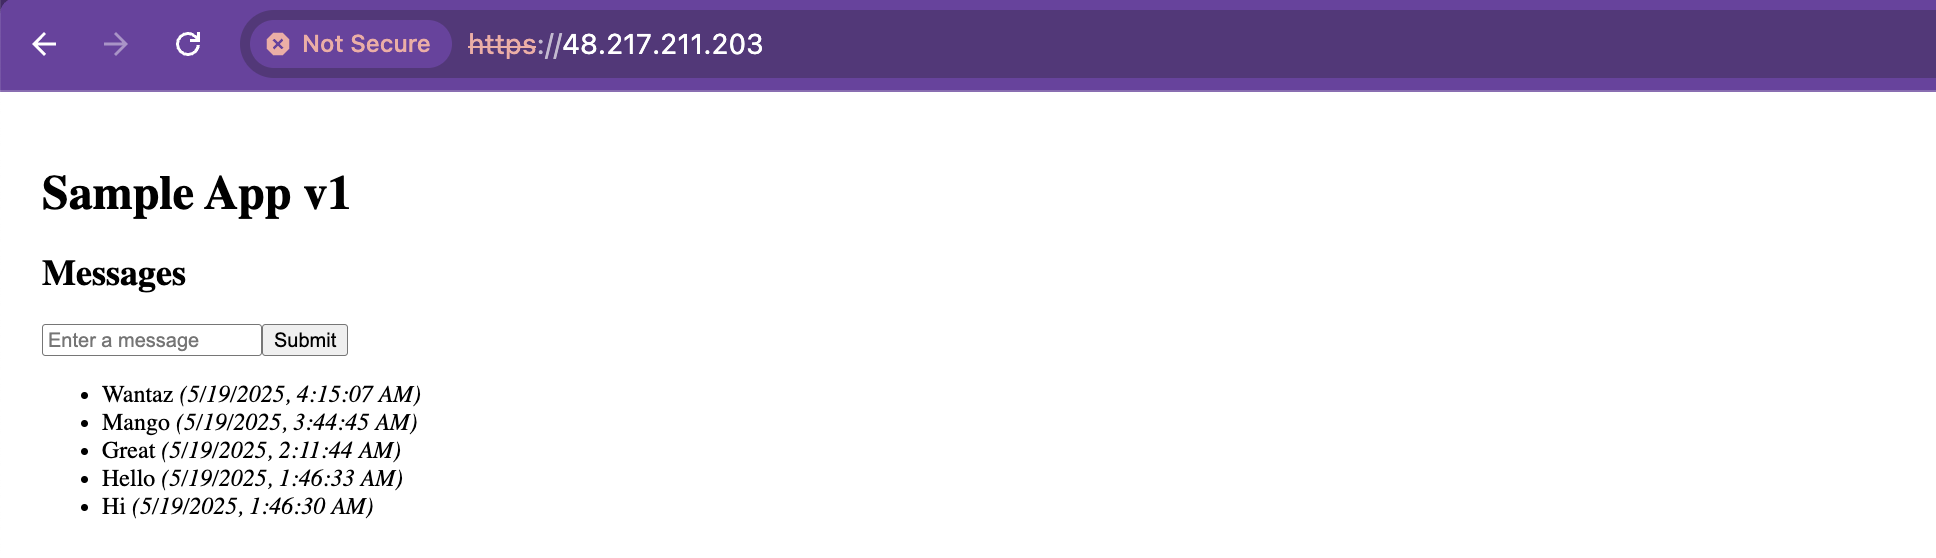 Not Secure https://48.217.211.203
Sample App v1
Messages
Enter a message Submit
• Wantaz (5/19/2025, 4:15:07 AM)
• Mango (5/19/2025, 3:44:45 AM)
• Great (5/19/2025, 2:11:44 AM)
• Hello (5/19/2025, 1:46:33 AM)
• Hi (5/19/2025, 1:46:30 AM)